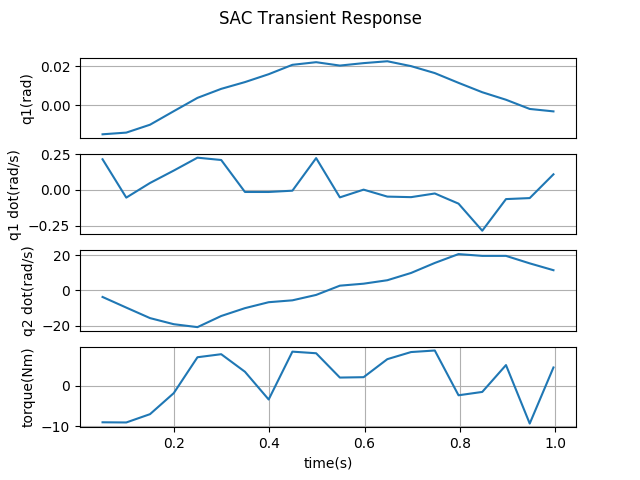 SAC Transient Response
q1(rad)
0.02
0.00
q1 dot(rad/s)
0.25
0.00
−0.25
q2 dot(rad/s)
20
0
−20
torque(Nm)
0
−10
0.2 0.4 0.6 0.8 1.0
time(s)